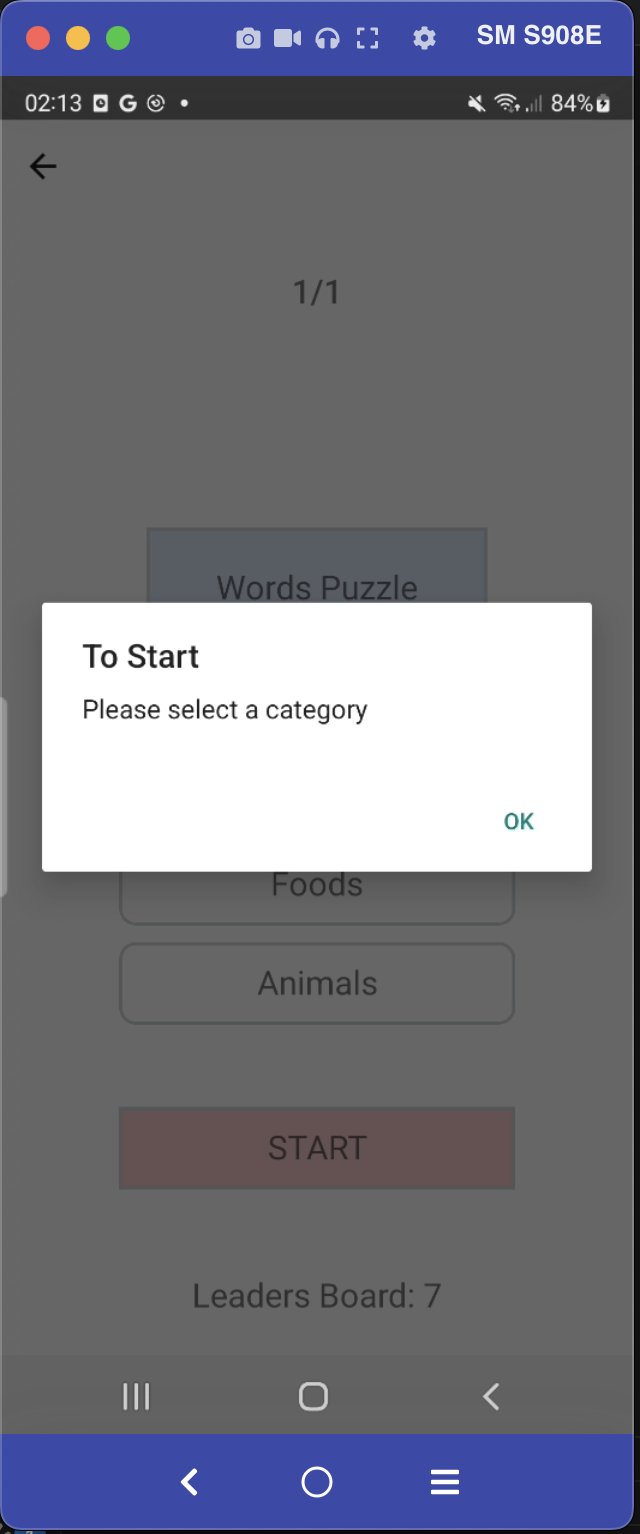 SM S908E
02:13 G 84%
1/1
Words Puzzle
To Start
Please select a category
OK
Foods
Animals
START
Leaders Board: 7